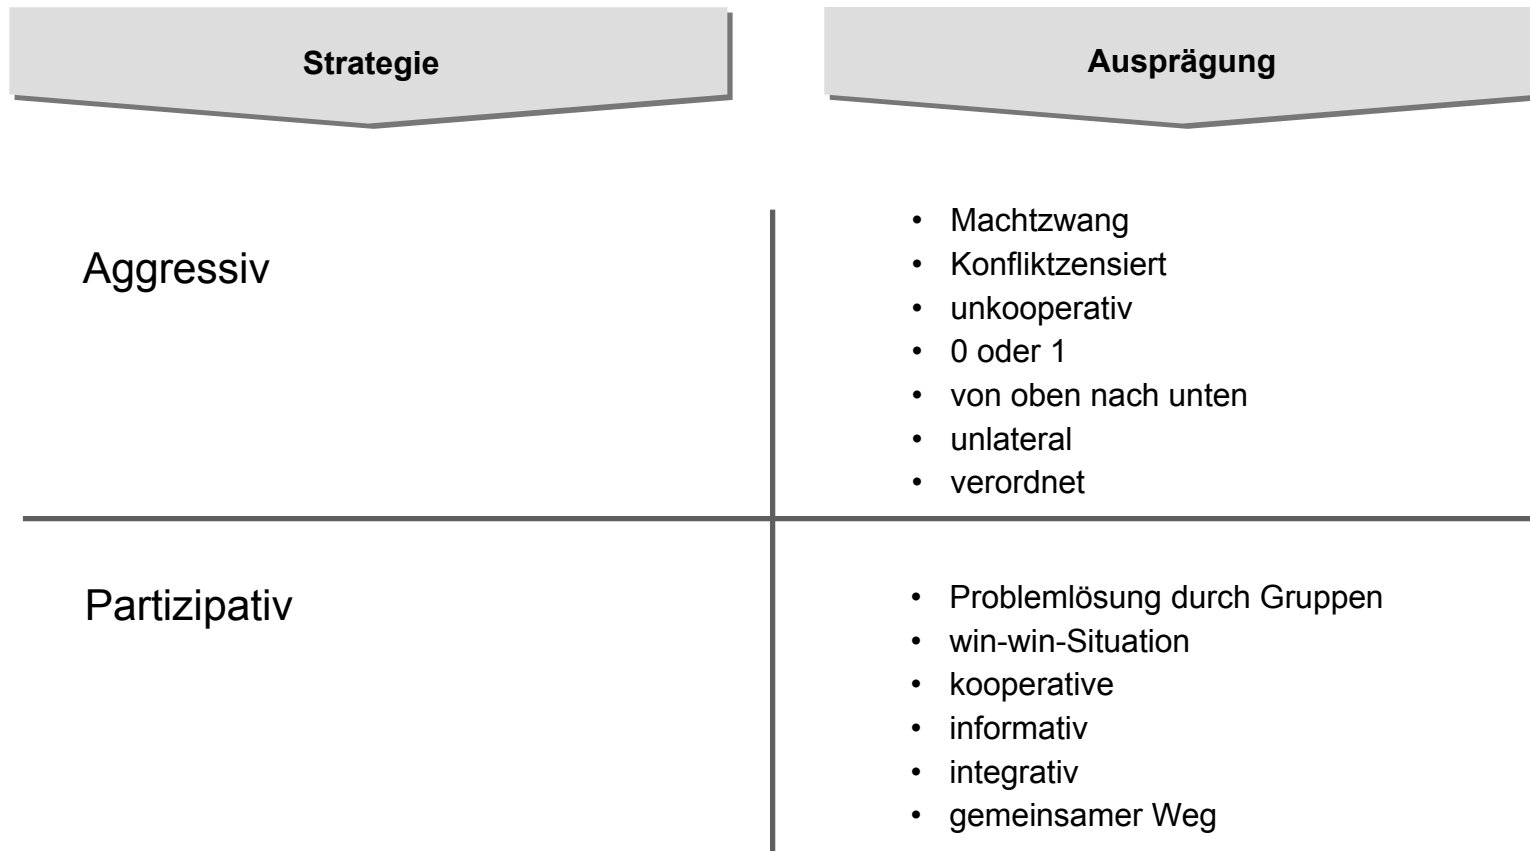 Strategie
Ausprägung
Aggressiv
• Machtzwang
• Konfliktzensiert
• unkooperativ
• 0 oder 1
• von oben nach unten
• unlateral
• verordnet
Partizipativ
• Problemlösung durch Gruppen
• win-win-Situation
• kooperative
• informativ
• integrativ
• gemeinsamer Weg